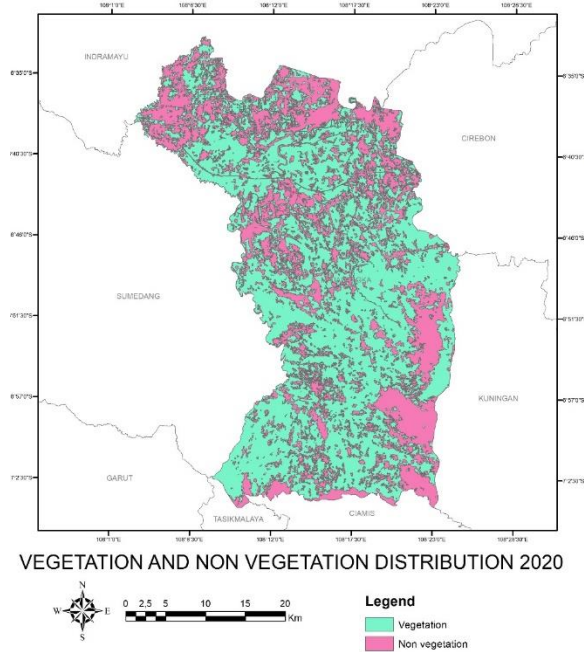 108°1'0"E 108°6'30"E 108°12'0"E 108°17'30"E 108°23'0"E 108°28'30"E
INDRAMAYU
6°35'0"S 6°35'0"S
CIREBON
6°40'30"S 6°40'30"S
6°46'0"S 6°46'0"S
SUMEDANG
6°51'30"S 6°51'30"S
6°57'0"S 6°57'0"S
KUNINGAN
GARUT
7°2'30"S 7°2'30"S
TASIKMALAYA
CIAMIS
108°1'0"E 108°6'30"E 108°12'0"E 108°17'30"E 108°23'0"E 108°28'30"E
VEGETATION AND NON VEGETATION DISTRIBUTION 2020
N
W E
S
0 2,5 5 10 15 20
Km
Legend
Vegetation
Non vegetation